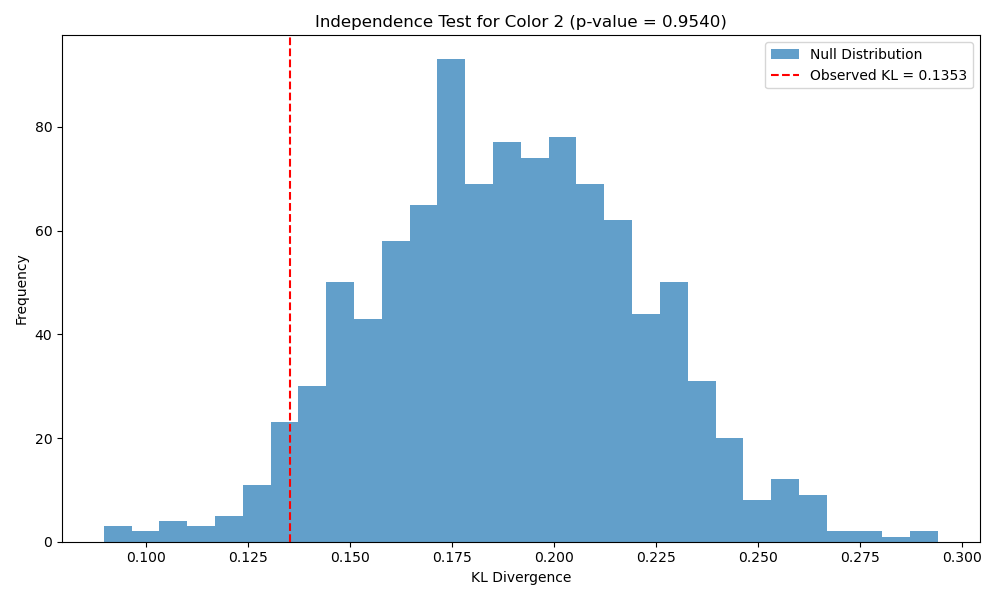 Independence Test for Color 2 (p-value = 0.9540)
Null Distribution
Observed KL = 0.1353
Frequency
80
60
40
20
0
0.100 0.125 0.150 0.175 0.200 0.225 0.250 0.275 0.300
KL Divergence